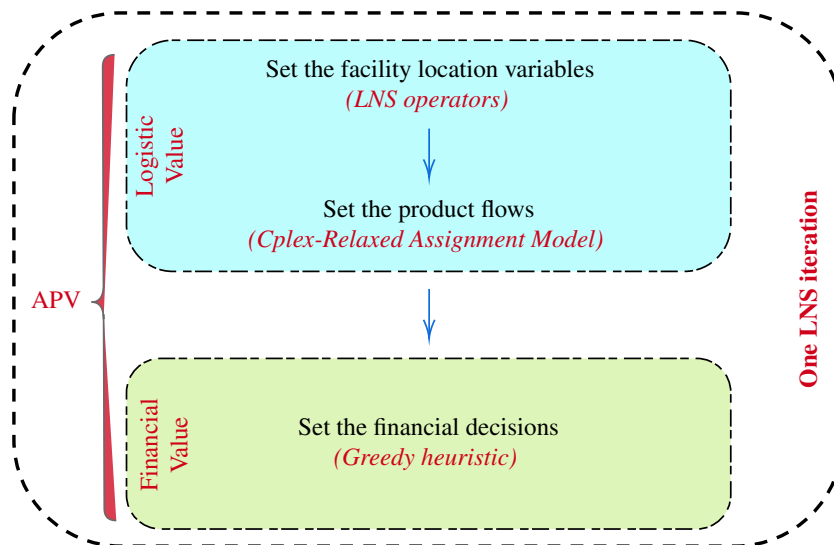 Set the facility location variables
(LNS operators)
Logistic
Value
Set the product flows
(Cplex-Relaxed Assignment Model)
APV
One LNS iteration
Financial
Value
Set the financial decisions
(Greedy heuristic)